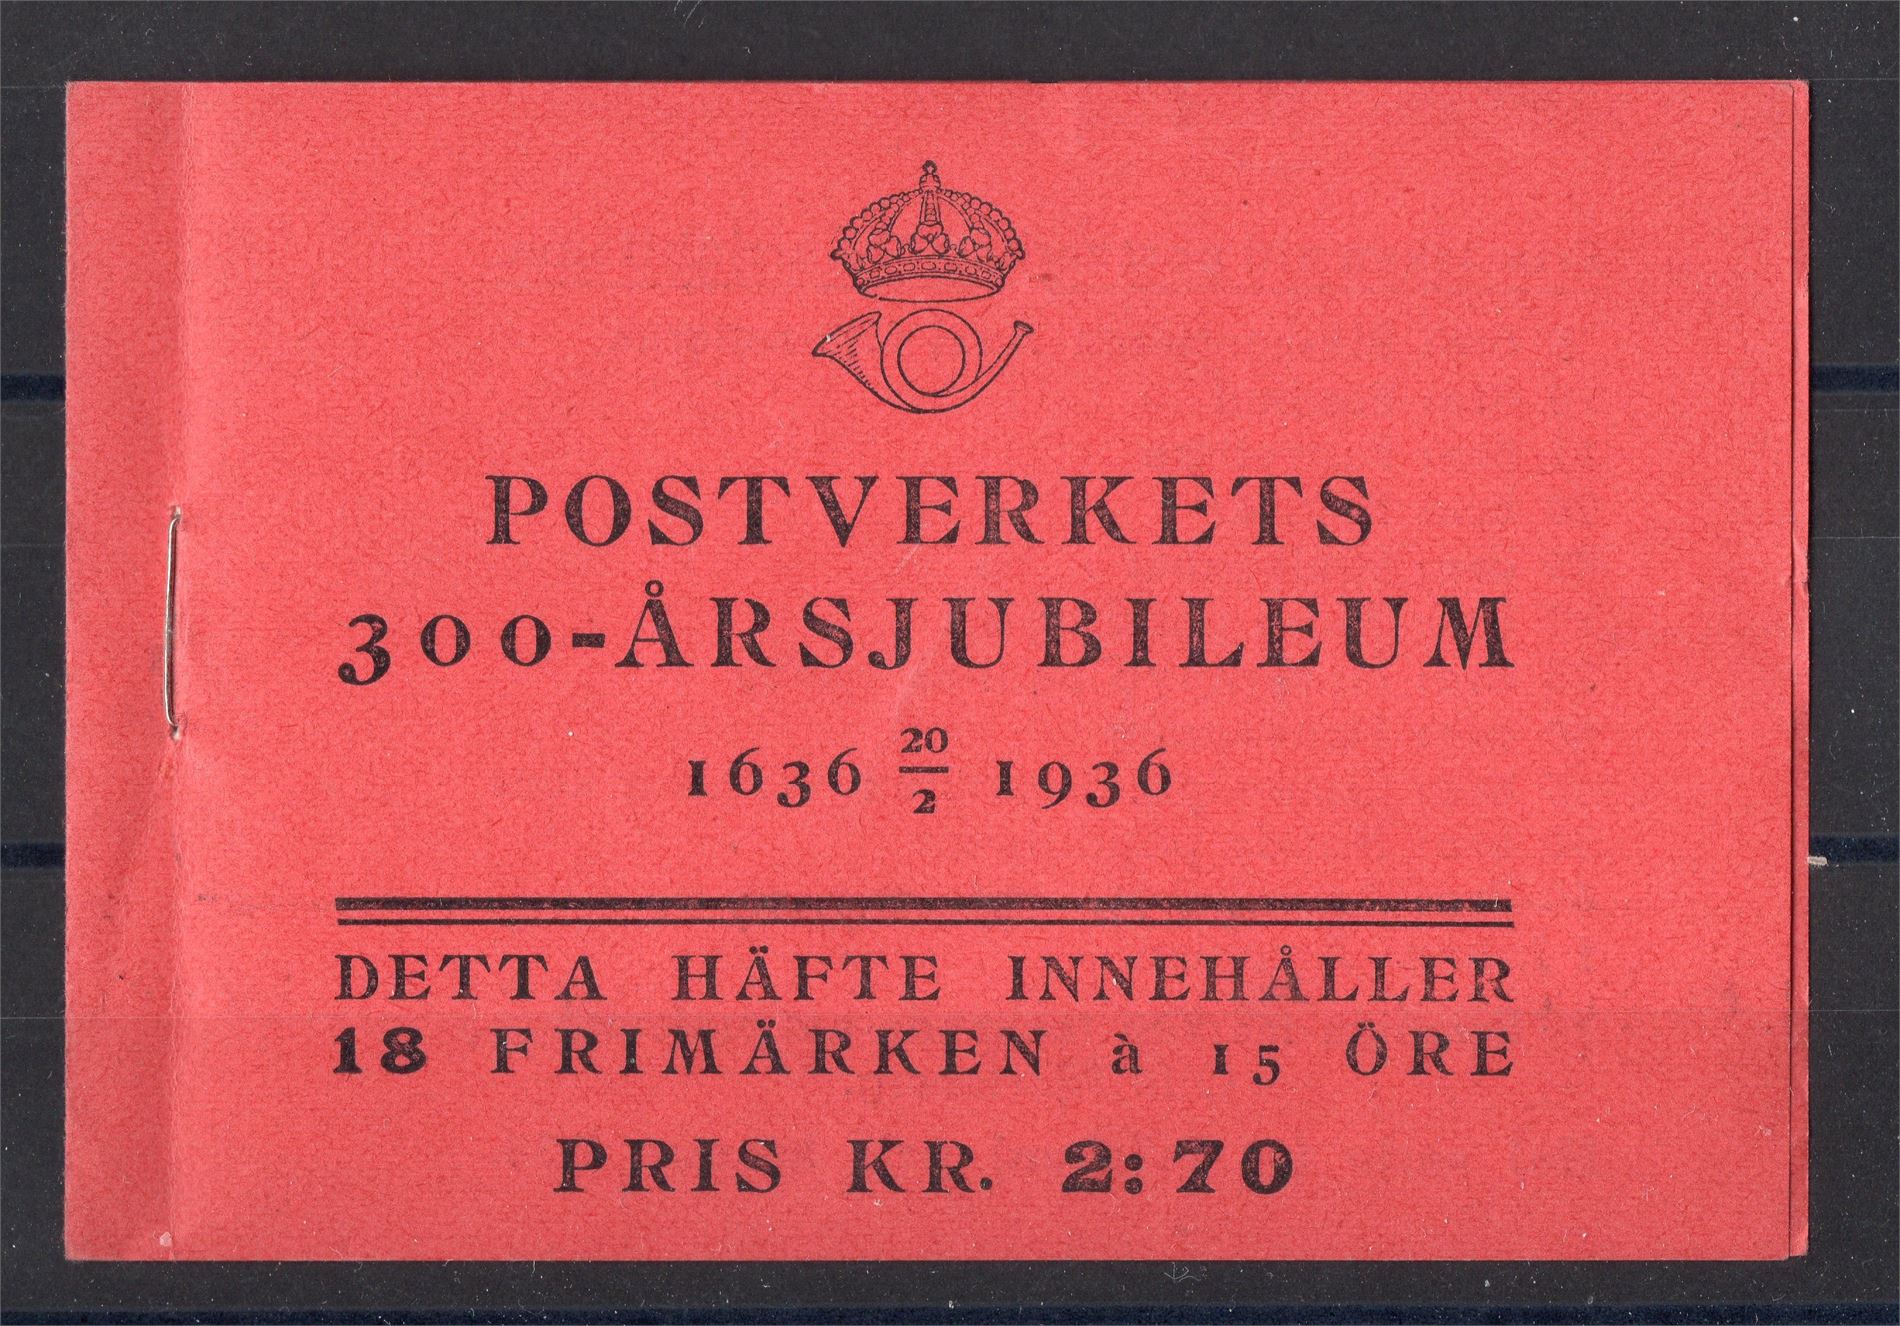 POSTVERKETS
300-ÅRSJUBILEUM
1636 20/2 1936
DETTA HÄFTE INNEHÅLLER
18 FRIMÄRKEN à 15 ÖRE
PRIS KR. 2:70